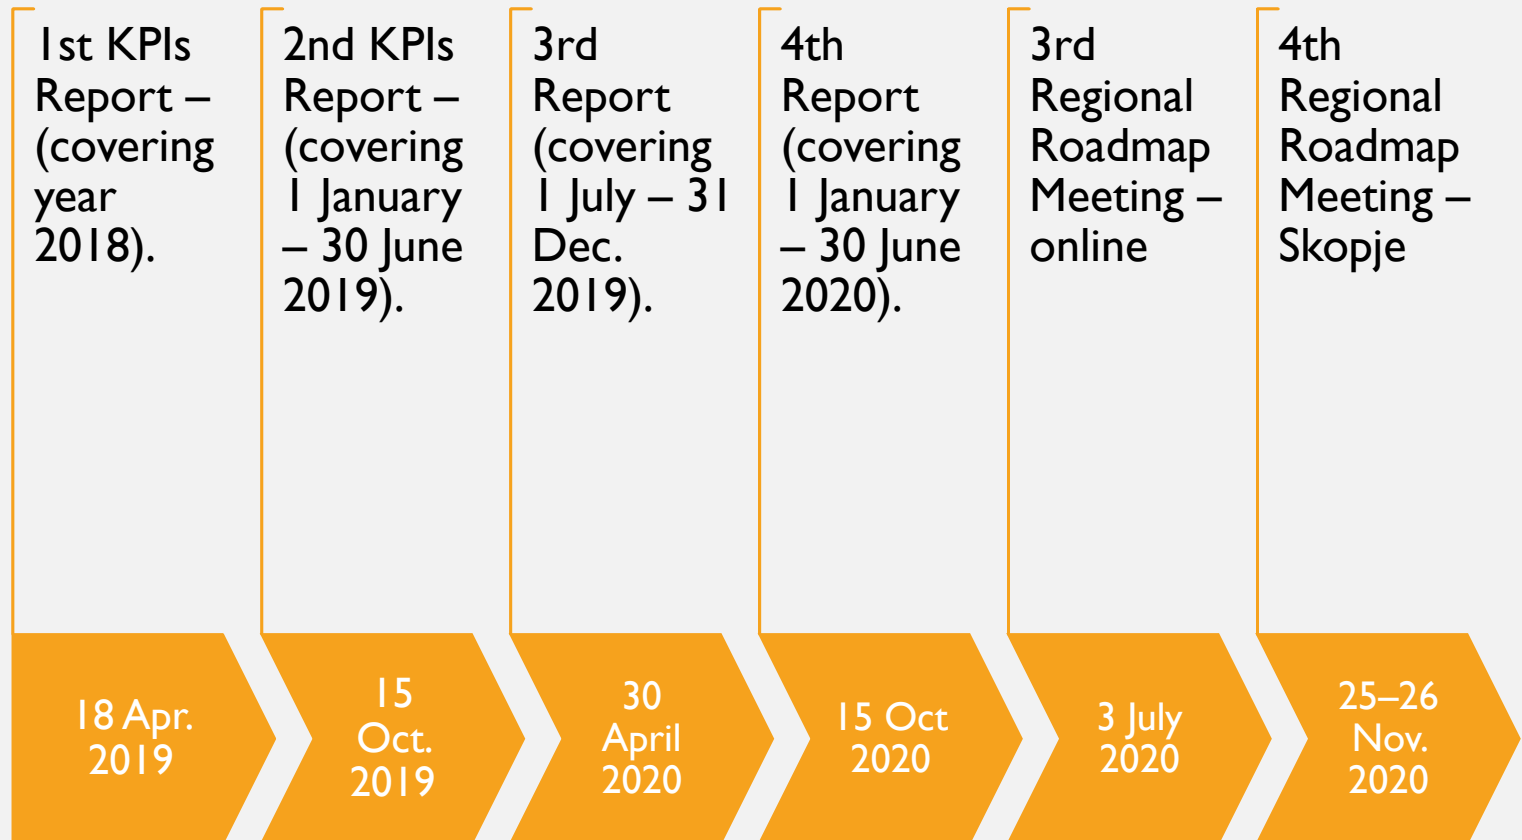 1st KPIs
Report –
(covering
year
2018).
2nd KPIs
Report –
(covering
1 January
– 30 June
2019).
3rd
Report
(covering
1 July – 31
Dec.
2019).
4th
Report
(covering
1 January
– 30 June
2020).
3rd
Regional
Roadmap
Meeting –
online
4th
Regional
Roadmap
Meeting –
Skopje
18 Apr.
2019
15
Oct.
2019
30
April
2020
15 Oct
2020
3 July
2020
25–26
Nov.
2020